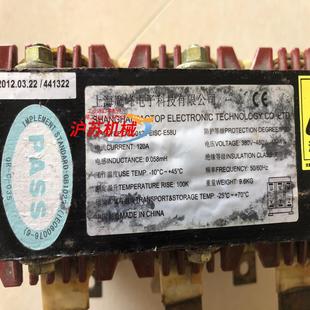 2012.03.22 / 441322
上海鹰峰电子科技有限公司
SHANGHAI EAGTOP ELECTRONIC TECHNOLOGY CO., LTD.
EISC-E58U
防护等级PROTECTION DEGREE:
电流CURRENT: 120A
电压VOLTAGE: 380V~
电感INDUCTANCE: 0.058mH
绝缘等级INSULATION CLASS:
使用温度USE TEMP: -10℃~+45℃
频率FREQUENCY: 50/60Hz
温升TEMPERATURE RISE: 100K
重量WEIGHT: 9.6KG
TRANSPORT&STORAGE TEMP: -25℃~+70℃
MADE IN CHINA
PASS
IMPLEMENT STANDARD:
QR-C-035
沪苏机械
CE